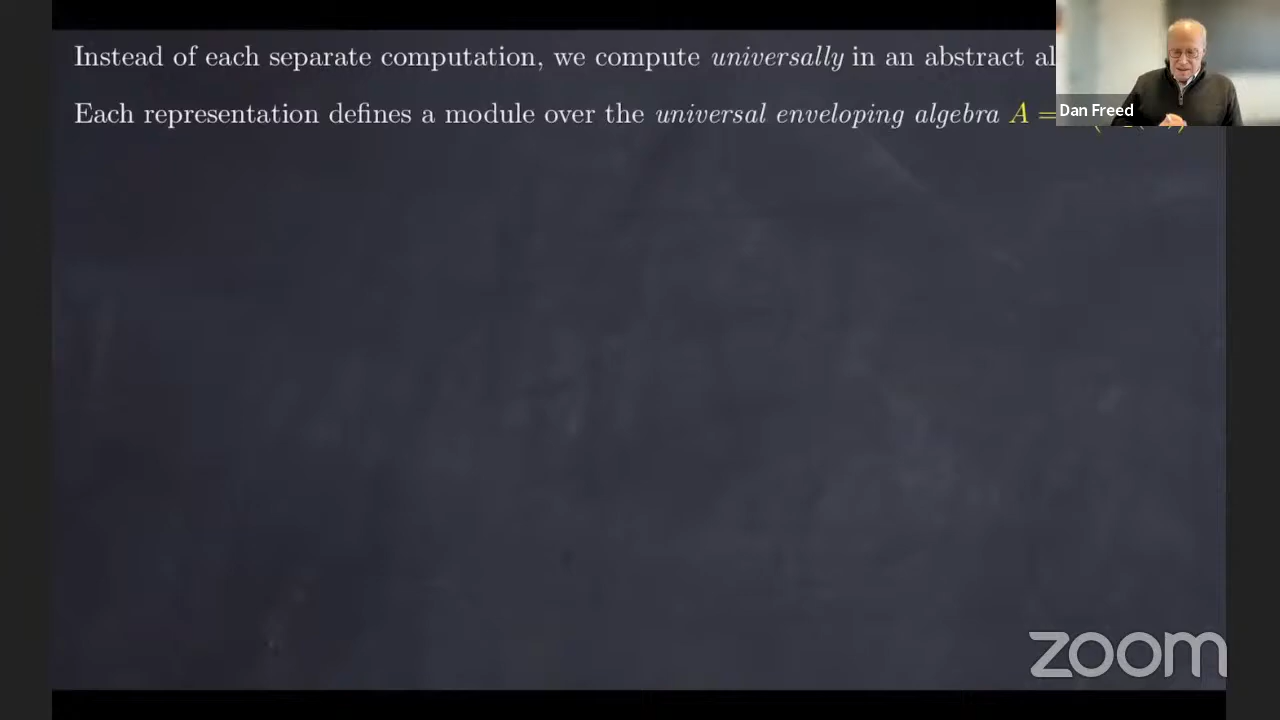 Instead of each separate computation, we compute universally in an abstract
Each representation defines a module over the universal enveloping algebra A =
Dan Freed
zoom